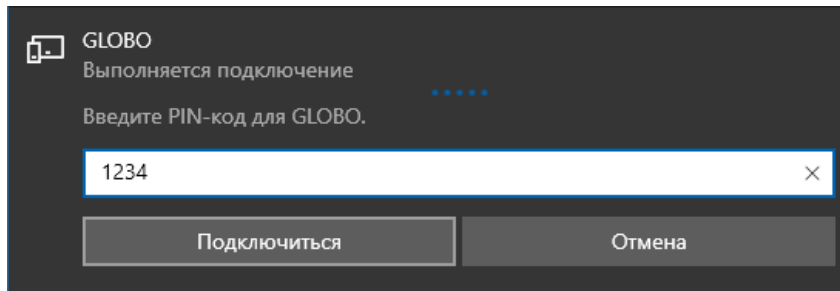 GLOBO
Выполняется подключение
Введите PIN-код для GLOBO.
1234
Подключиться
Отмена